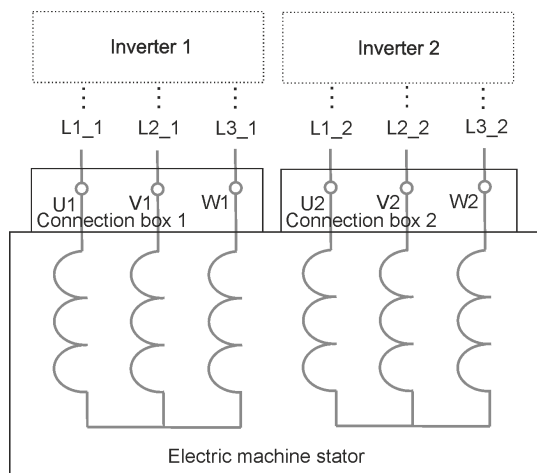 Inverter 1
Inverter 2
L1_1 L2_1 L3_1 L1_2 L2_2 L3_2
U1 V1 W1 U2 V2 W2
Connection box 1
Connection box 2
Electric machine stator